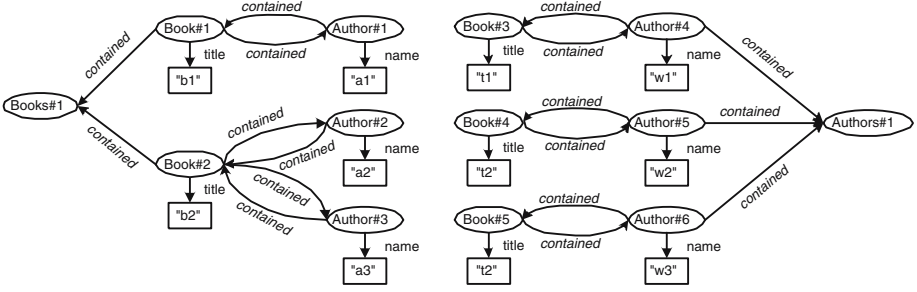 contained
Book#1
Author#1
contained
title
name
"b1"
"a1"
contained
Books#1
contained
contained
Author#2
contained
Book#2
name
title
contained
"a2"
"b2"
contained
Author#3
name
"a3"
contained
Book#3
Author#4
contained
title
name
"t1"
"w1"
contained
contained
Book#4
Author#5
contained
Authors#1
contained
title
name
"t2"
"w2"
contained
contained
Book#5
Author#6
contained
title
name
"t2"
"w3"